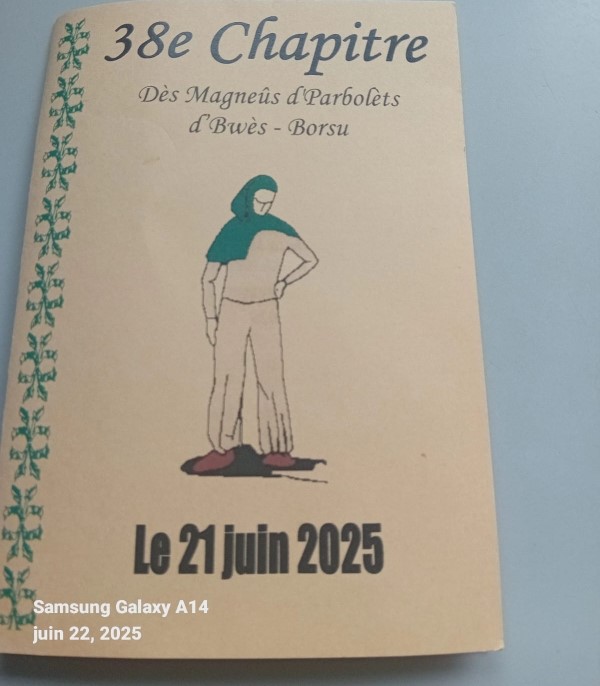 38e Chapitre
Dès Magneûs d'Parbolèts
d'Bwès - Borsu
Le 21 juin 2025
Samsung Galaxy A14
juin 22, 2025